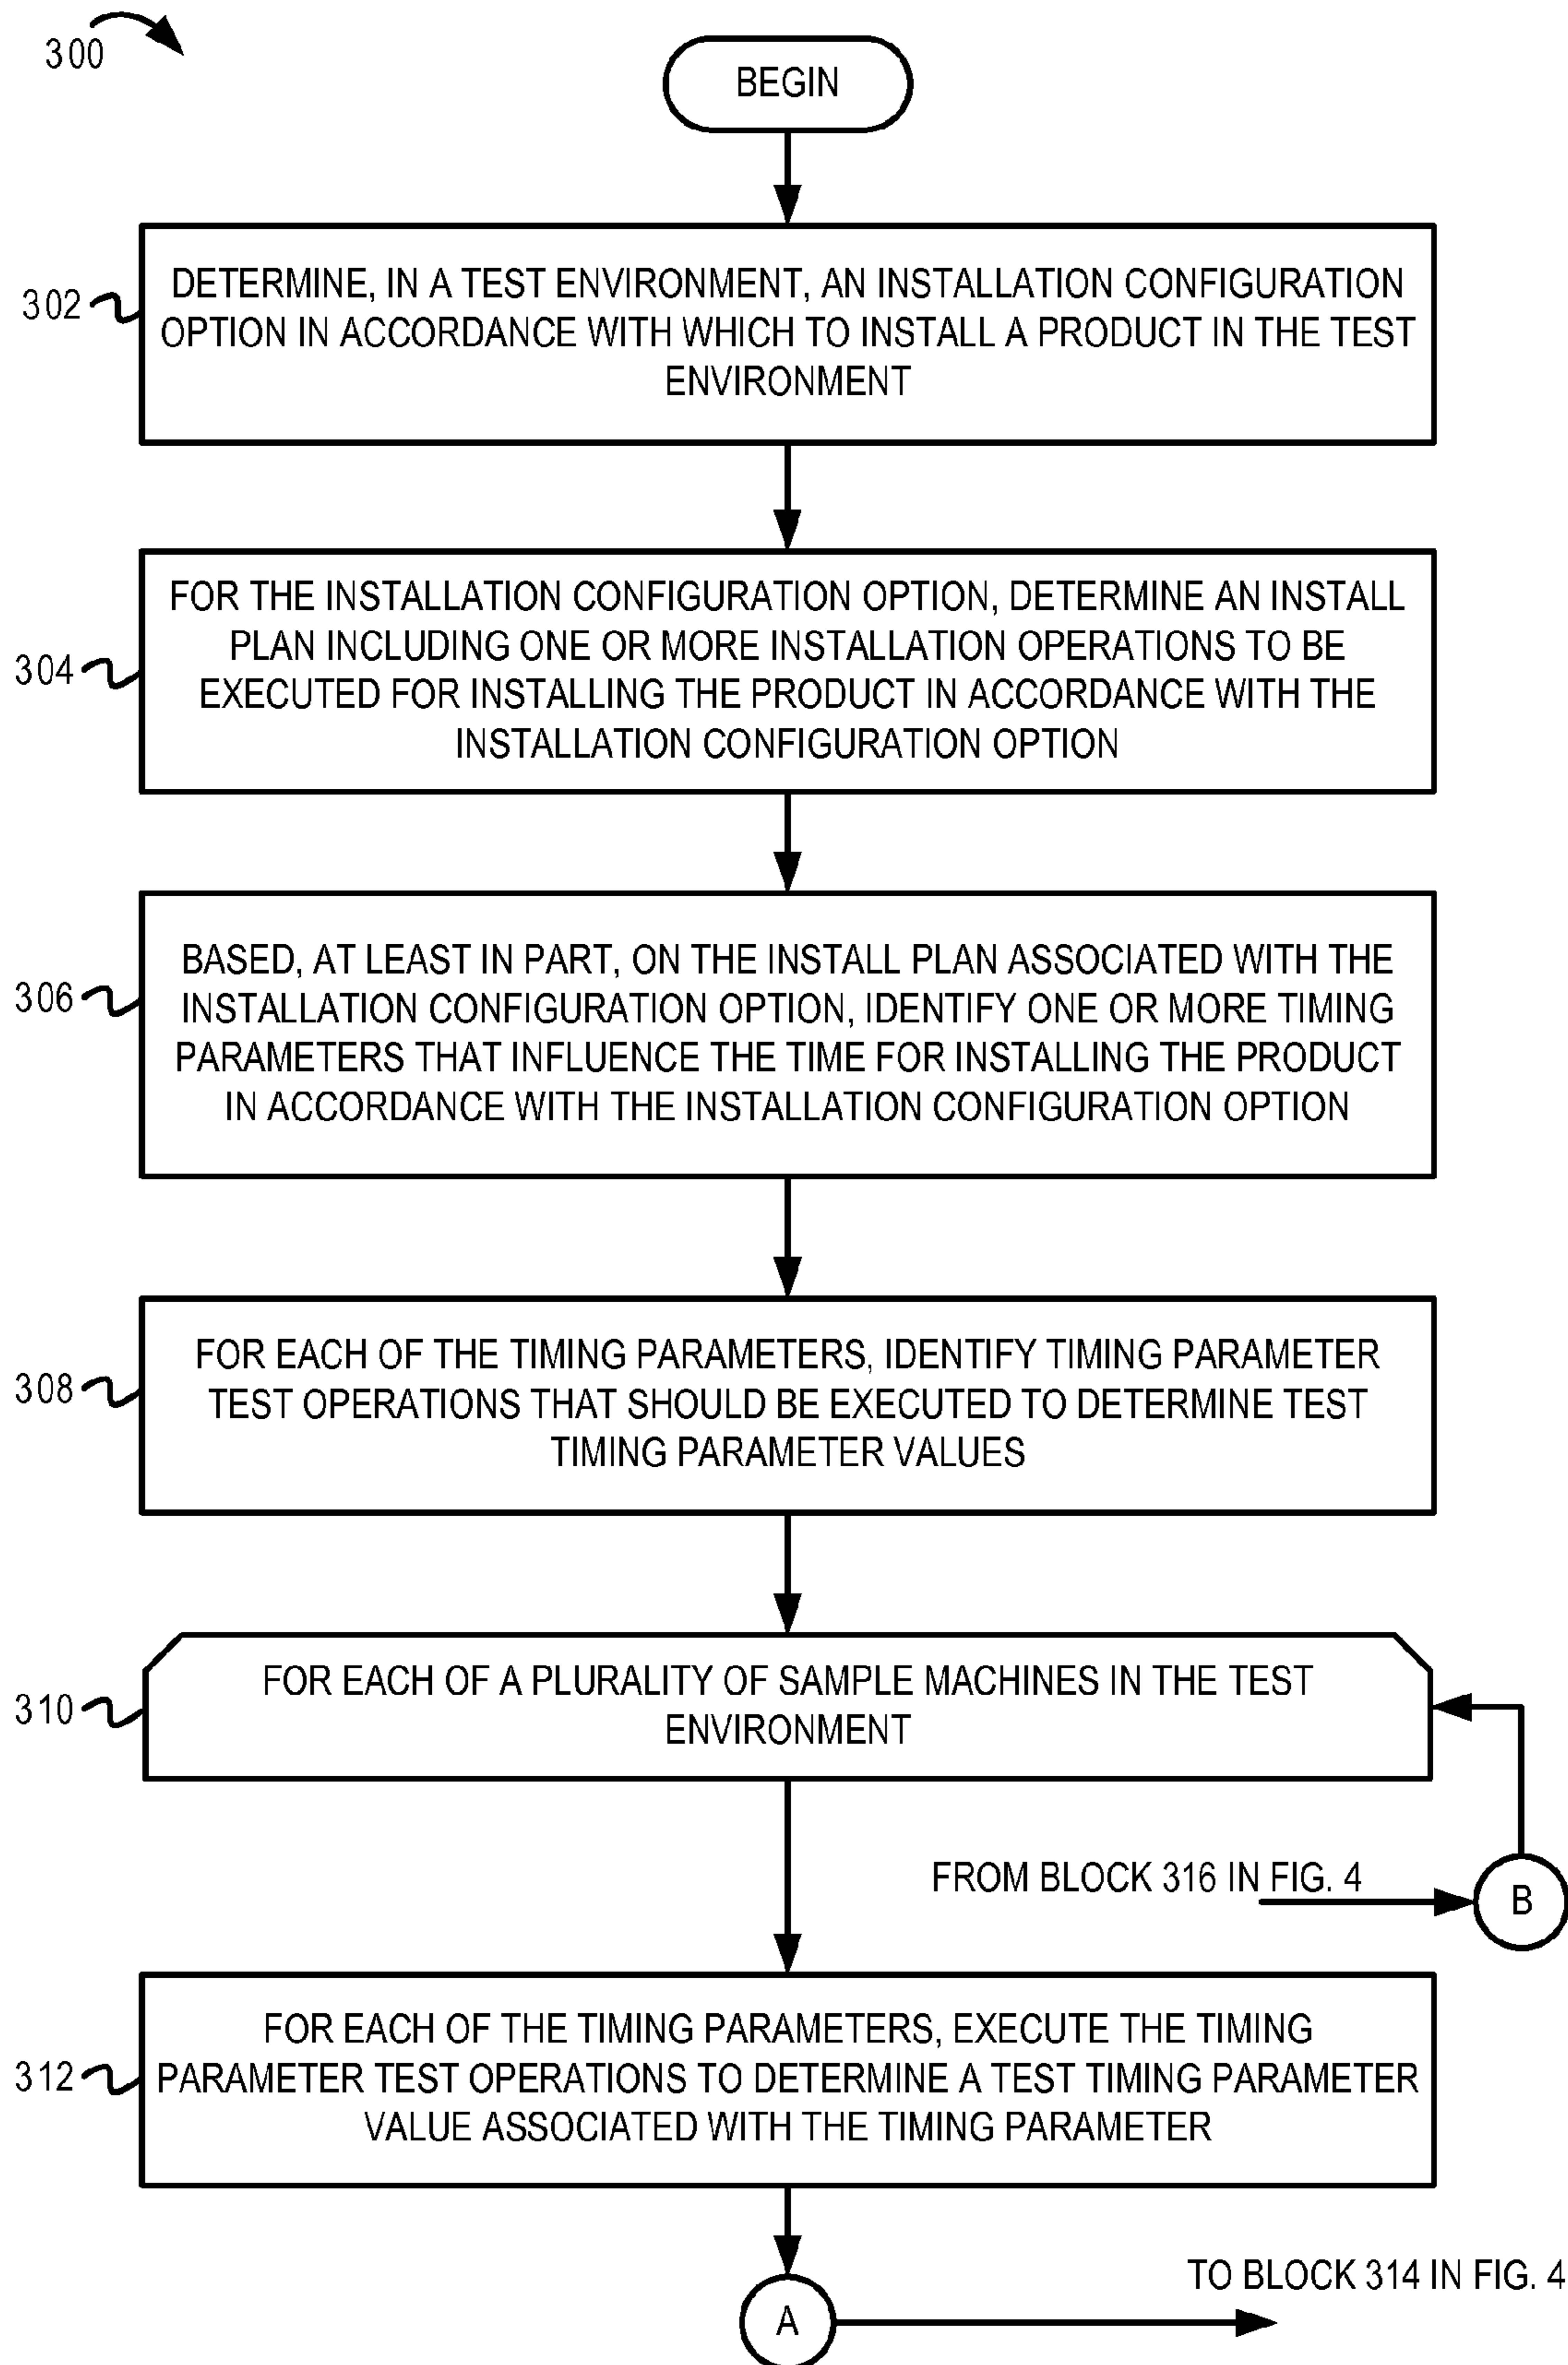 300
BEGIN
302
DETERMINE, IN A TEST ENVIRONMENT, AN INSTALLATION CONFIGURATION
OPTION IN ACCORDANCE WITH WHICH TO INSTALL A PRODUCT IN THE TEST
ENVIRONMENT
304
FOR THE INSTALLATION CONFIGURATION OPTION, DETERMINE AN INSTALL
PLAN INCLUDING ONE OR MORE INSTALLATION OPERATIONS TO BE
EXECUTED FOR INSTALLING THE PRODUCT IN ACCORDANCE WITH THE
INSTALLATION CONFIGURATION OPTION
306
BASED, AT LEAST IN PART, ON THE INSTALL PLAN ASSOCIATED WITH THE
INSTALLATION CONFIGURATION OPTION, IDENTIFY ONE OR MORE TIMING
PARAMETERS THAT INFLUENCE THE TIME FOR INSTALLING THE PRODUCT
IN ACCORDANCE WITH THE INSTALLATION CONFIGURATION OPTION
308
FOR EACH OF THE TIMING PARAMETERS, IDENTIFY TIMING PARAMETER
TEST OPERATIONS THAT SHOULD BE EXECUTED TO DETERMINE TEST
TIMING PARAMETER VALUES
310
FOR EACH OF A PLURALITY OF SAMPLE MACHINES IN THE TEST
ENVIRONMENT
FROM BLOCK 316 IN FIG. 4
B
312
FOR EACH OF THE TIMING PARAMETERS, EXECUTE THE TIMING
PARAMETER TEST OPERATIONS TO DETERMINE A TEST TIMING PARAMETER
VALUE ASSOCIATED WITH THE TIMING PARAMETER
TO BLOCK 314 IN FIG. 4
A